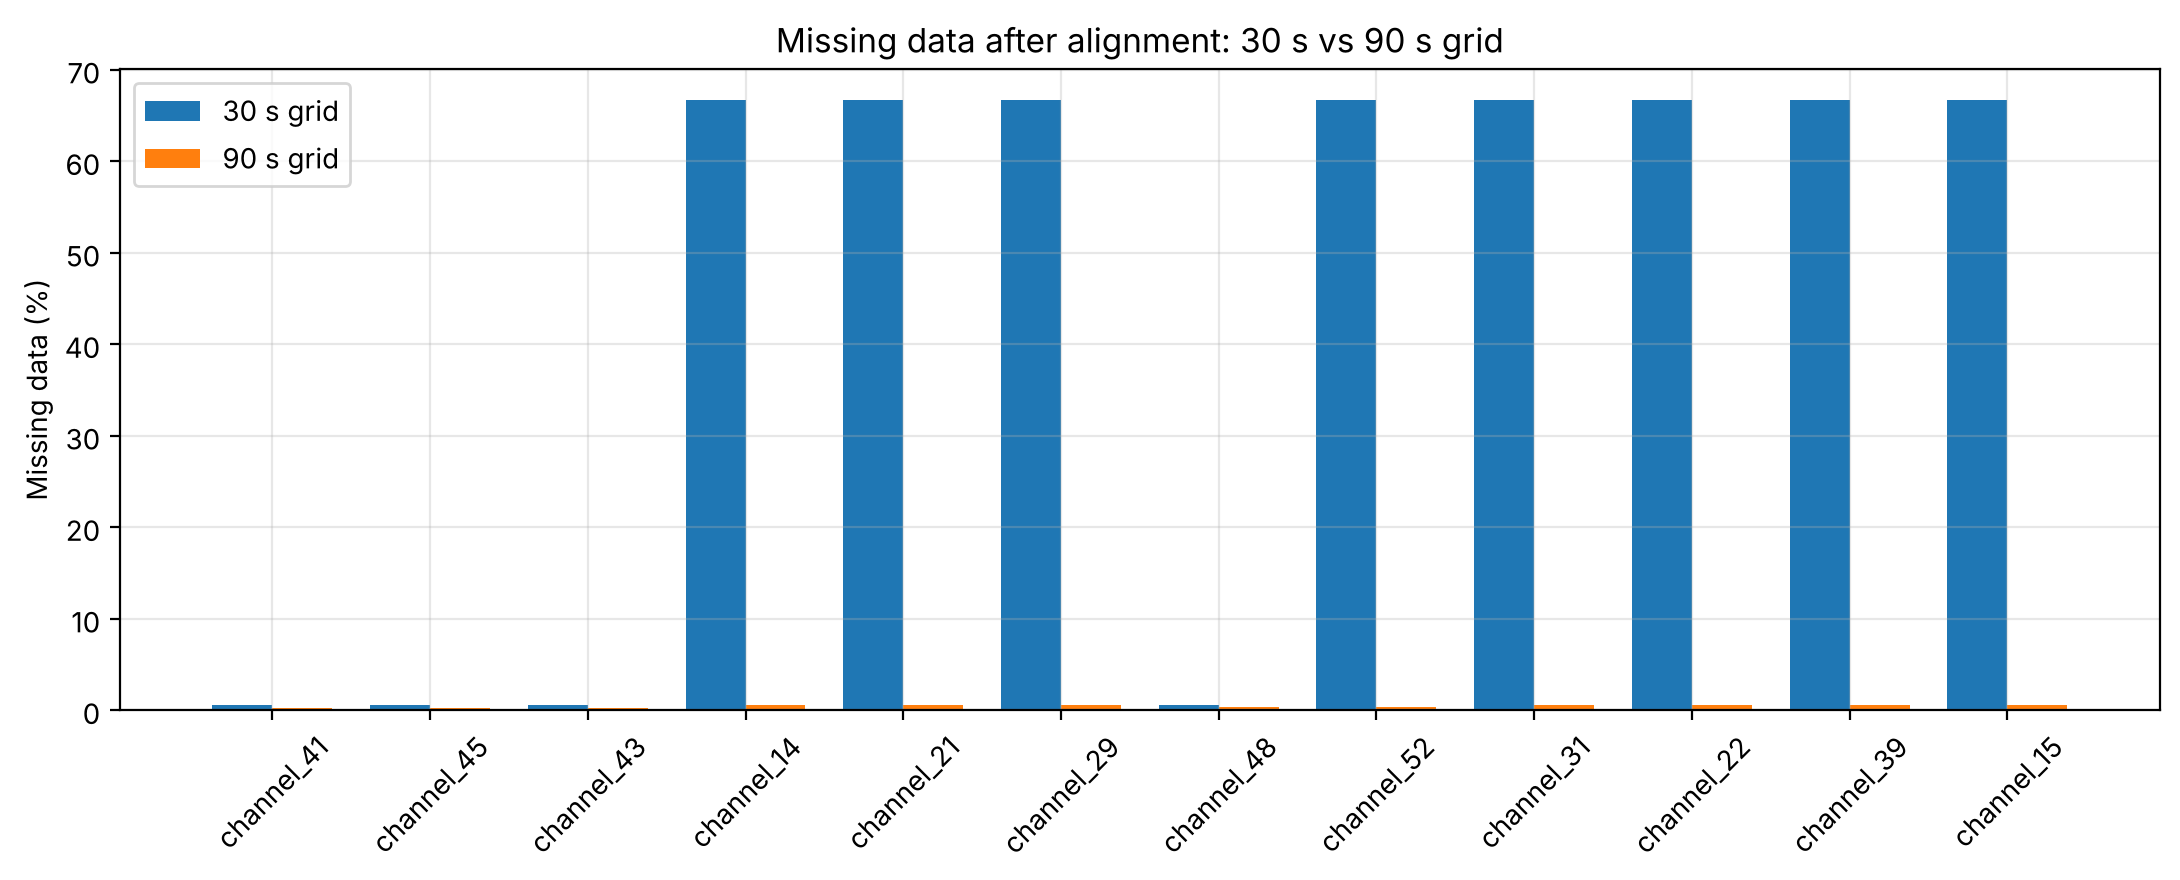 Missing data after alignment: 30 s vs 90 s grid
30 s grid
90 s grid
Missing data (%)
70
60
50
40
30
20
10
0
channel_41
channel_45
channel_43
channel_14
channel_21
channel_29
channel_48
channel_52
channel_31
channel_22
channel_39
channel_15